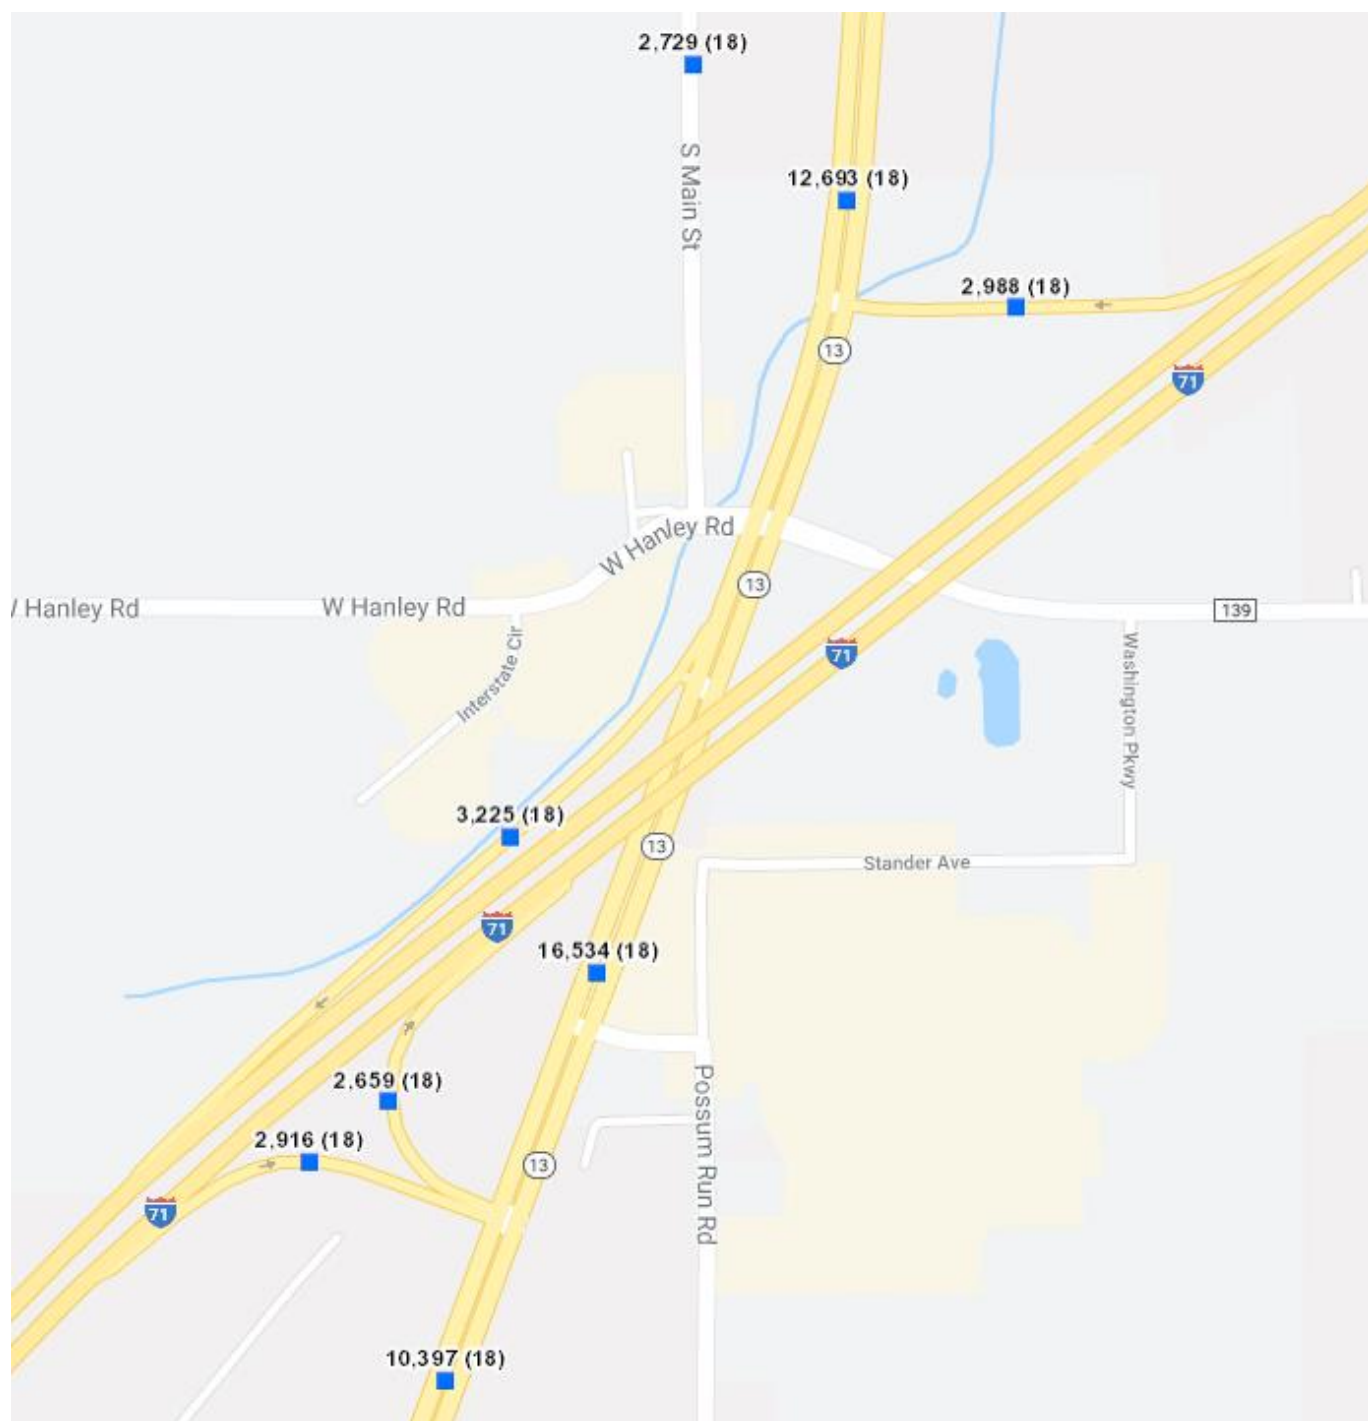 2,729 (18)
S Main St
12,693 (18)
2,988 (18)
13
71
W Hanley Rd
13
W Hanley Rd
W Hanley Rd
139
Interstate Cir
71
Washington Pkwy
3,225 (18)
13
Stander Ave
71
16,534 (18)
2,659 (18)
Possum Run Rd
2,916 (18)
13
71
10,397 (18)